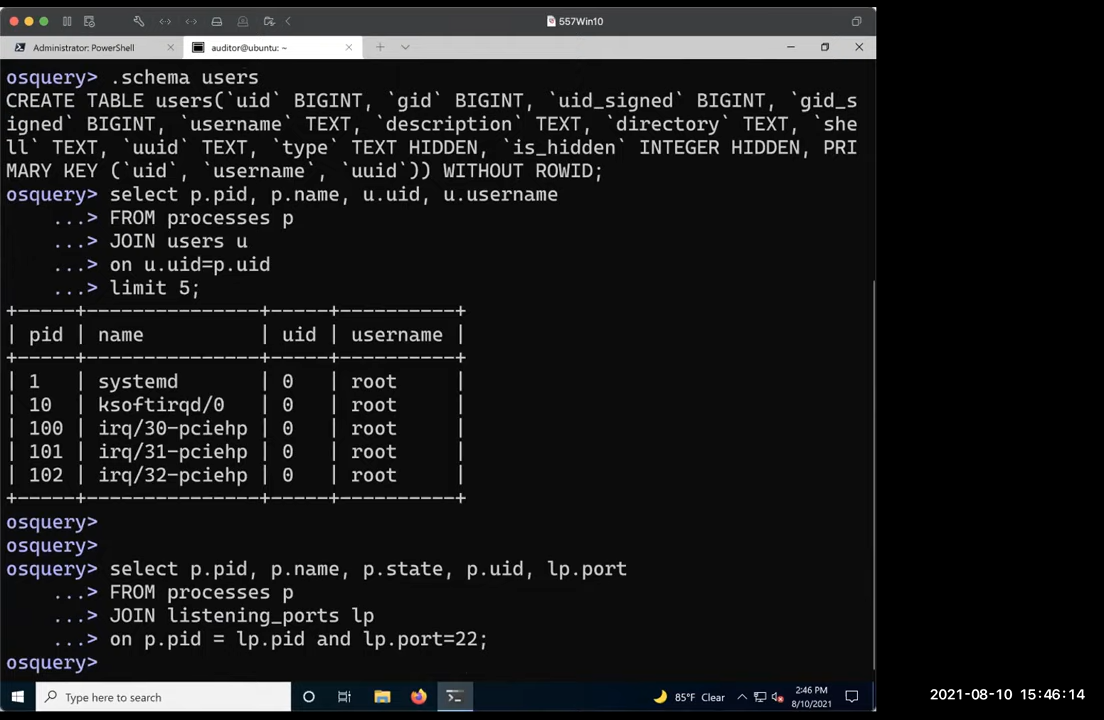 557Win10
Administrator: PowerShell
auditor@ubuntu: ~
osquery> .schema users
CREATE TABLE users(`uid` BIGINT, `gid` BIGINT, `uid_signed` BIGINT, `gid_s
igned` BIGINT, `username` TEXT, `description` TEXT, `directory` TEXT, `she
ll` TEXT, `uuid` TEXT, `type` TEXT HIDDEN, `is_hidden` INTEGER HIDDEN, PRI
MARY KEY (`uid`, `username`, `uuid`)) WITHOUT ROWID;
osquery> select p.pid, p.name, u.uid, u.username
...> FROM processes p
...> JOIN users u
...> on u.uid=p.uid
...> limit 5;
+-----+---------------+-----+----------+
| pid | name          | uid | username |
+-----+---------------+-----+----------+
| 1   | systemd       | 0   | root     |
| 10  | ksoftirqd/0   | 0   | root     |
| 100 | irq/30-pciehp | 0   | root     |
| 101 | irq/31-pciehp | 0   | root     |
| 102 | irq/32-pciehp | 0   | root     |
+-----+---------------+-----+----------+
osquery>
osquery>
osquery> select p.pid, p.name, p.state, p.uid, lp.port
...> FROM processes p
...> JOIN listening_ports lp
...> on p.pid = lp.pid and lp.port=22;
osquery>
Type here to search
85°F Clear
2:46 PM
8/10/2021
2021-08-10 15:46:14